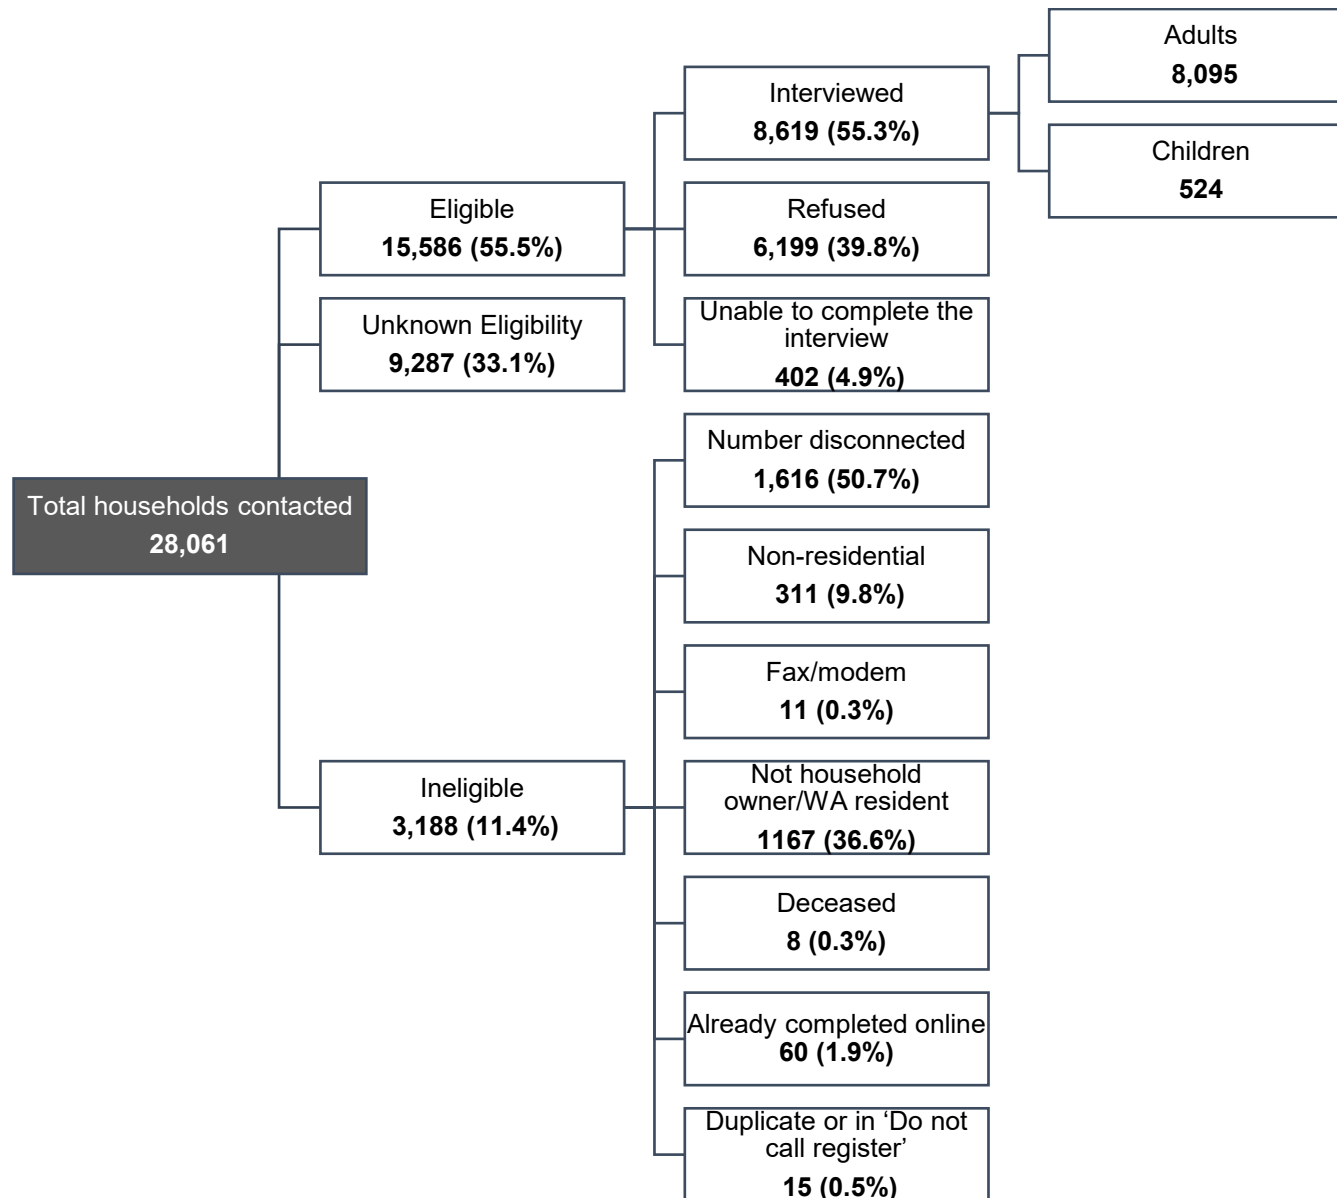 Adults
8,095
Interviewed
8,619 (55.3%)
Children
524
Eligible
15,586 (55.5%)
Refused
6,199 (39.8%)
Unknown Eligibility
9,287 (33.1%)
Unable to complete the
interview
402 (4.9%)
Number disconnected
1,616 (50.7%)
Total households contacted
28,061
Non-residential
311 (9.8%)
Fax/modem
11 (0.3%)
Ineligible
3,188 (11.4%)
Not household
owner/WA resident
1167 (36.6%)
Deceased
8 (0.3%)
Already completed online
60 (1.9%)
Duplicate or in ‘Do not
call register’
15 (0.5%)